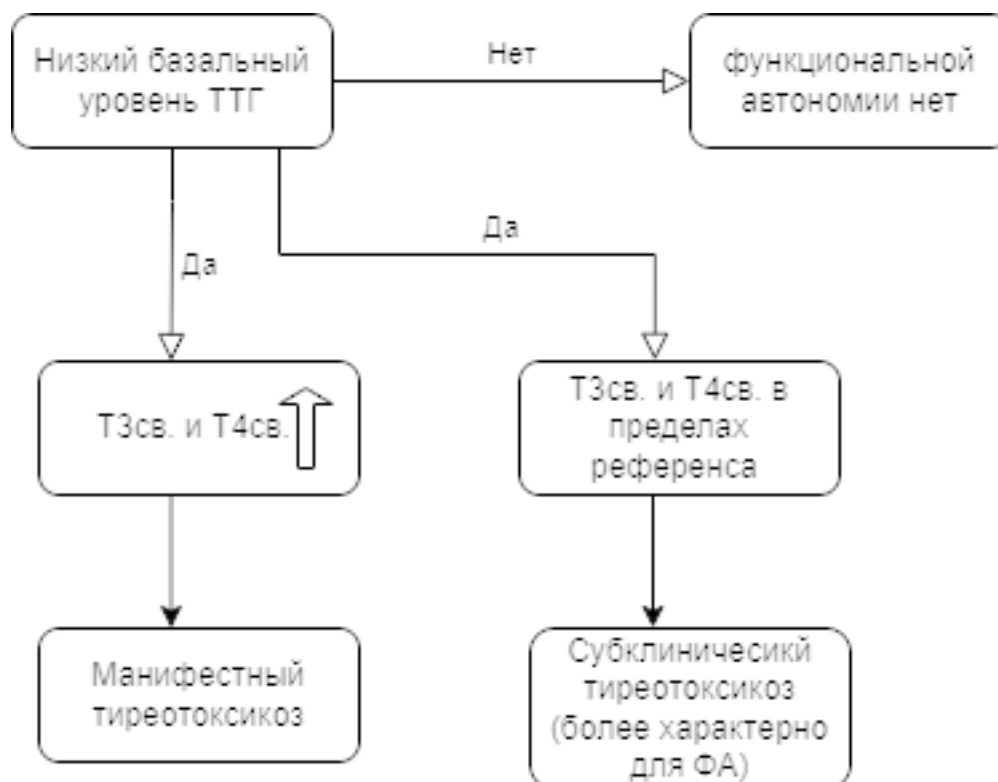 Низкий базальный
уровень ТТГ
Нет
функциональной
автономии нет
Да
Да
Т3св. и Т4св.
Т3св. и Т4св. в
пределах
референса
Манифестный
тиреотоксикоз
Субклиничесикй
тиреотоксикоз
(более характерно
для ФА)